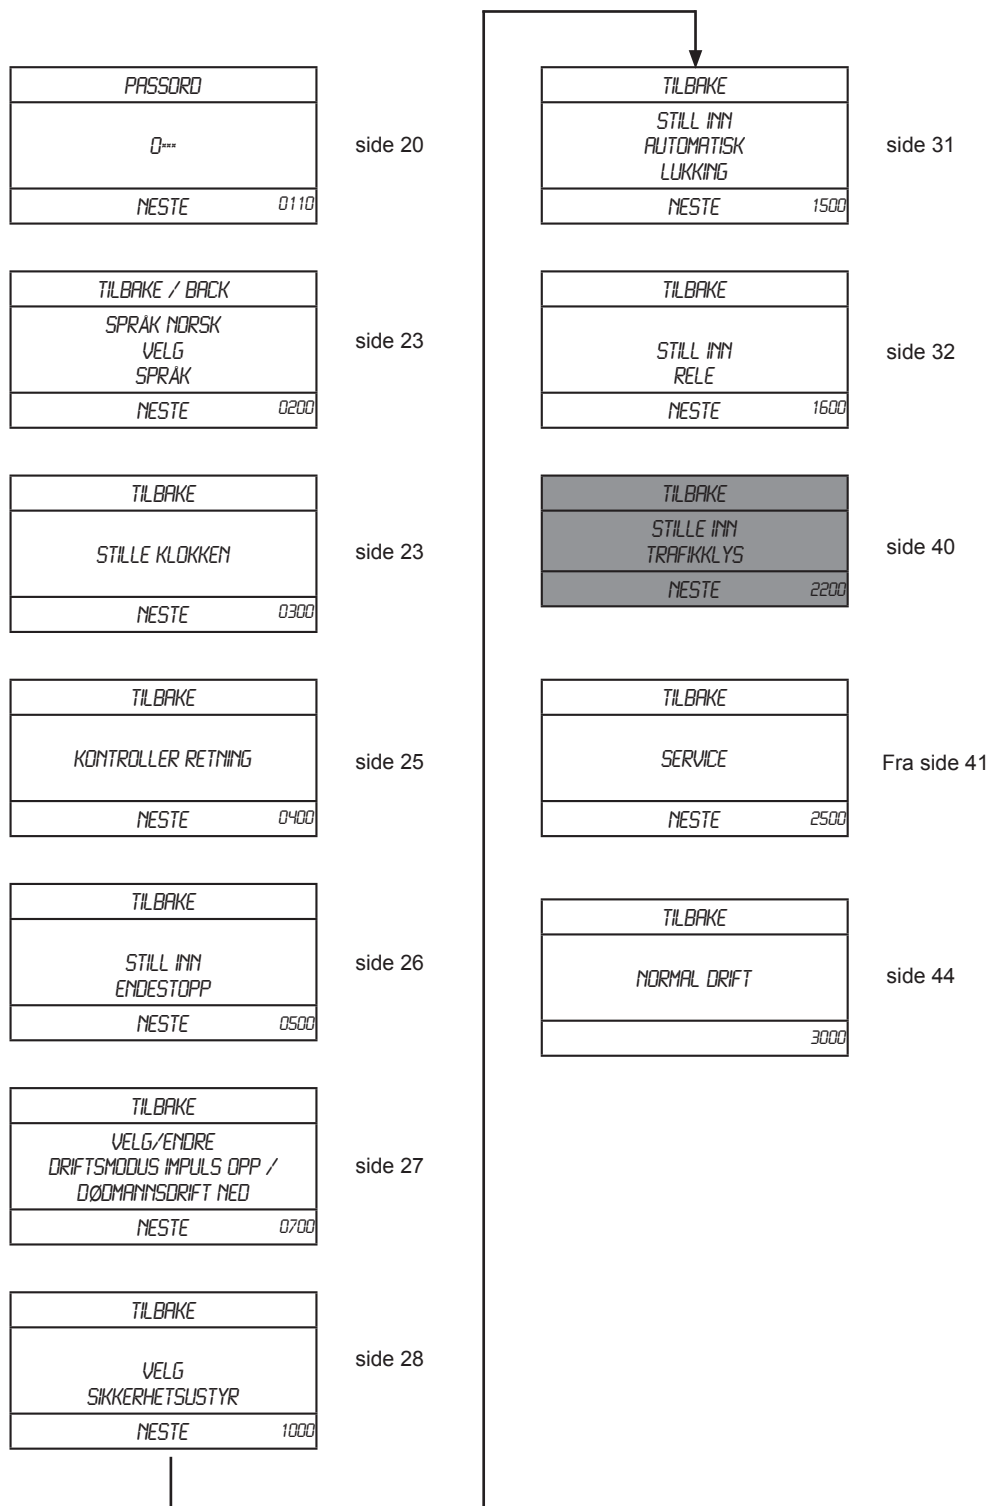 PASSORD
0***
side 20
NESTE 0110
TILBAKE / BACK
SPRÅK NORSK
VELG
SPRÅK
side 23
NESTE 0200
TILBAKE
STILLE KLOKKEN
side 23
NESTE 0300
TILBAKE
KONTROLLER RETNING
side 25
NESTE 0400
TILBAKE
STILL INN
ENDESTOPP
side 26
NESTE 0500
TILBAKE
VELG/ENDRE
DRIFTSMODUS IMPULS OPP /
DØDMANNSDRIFT NED
side 27
NESTE 0700
TILBAKE
VELG
SIKKERHETSUSTYR
side 28
NESTE 1000
TILBAKE
STILL INN
AUTOMATISK
LUKKING
side 31
NESTE 1500
TILBAKE
STILL INN
RELE
side 32
NESTE 1600
TILBAKE
STILLE INN
TRAFIKKLYS
side 40
NESTE 2200
TILBAKE
SERVICE
Fra side 41
NESTE 2500
TILBAKE
NORMAL DRIFT
side 44
3000